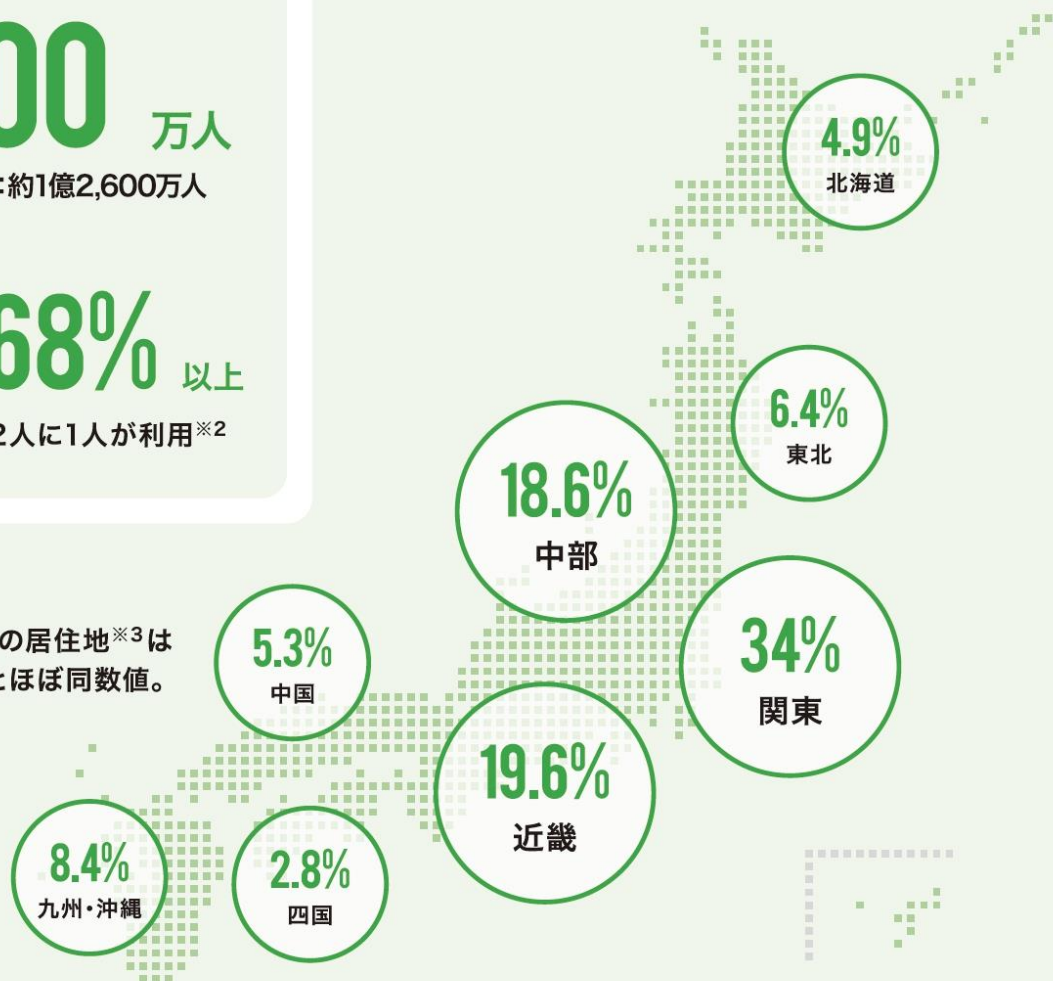 00 万人
:約1億2,600万人
68% 以上
2人に1人が利用※2
4.9%
北海道
6.4%
東北
18.6%
中部
34%
関東
の居住地※3は
とほぼ同数値。
5.3%
中国
19.6%
近畿
8.4%
九州・沖縄
2.8%
四国